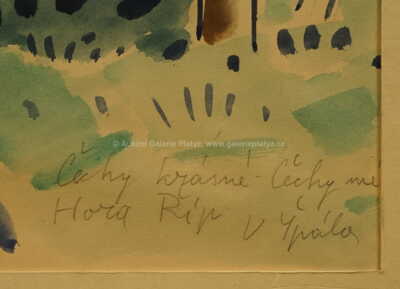 © Aukční Galerie Platýz, www.galerieplatyz.cz
Čechy krásné - Čechy mé
Hora Říp V Špála